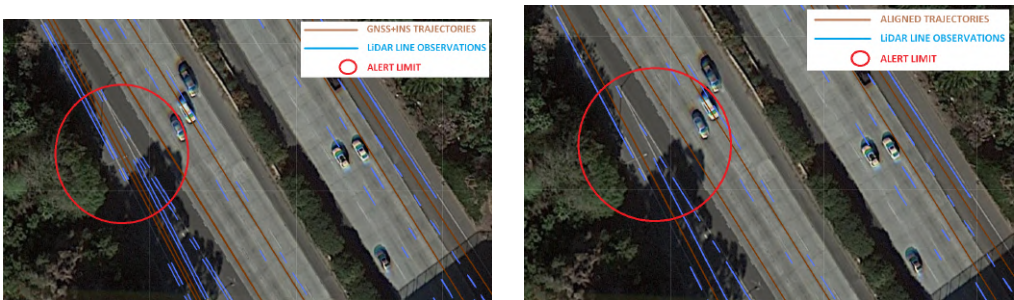 GNSS+INS TRAJECTORIES
LiDAR LINE OBSERVATIONS
ALERT LIMIT
ALIGNED TRAJECTORIES
LiDAR LINE OBSERVATIONS
ALERT LIMIT